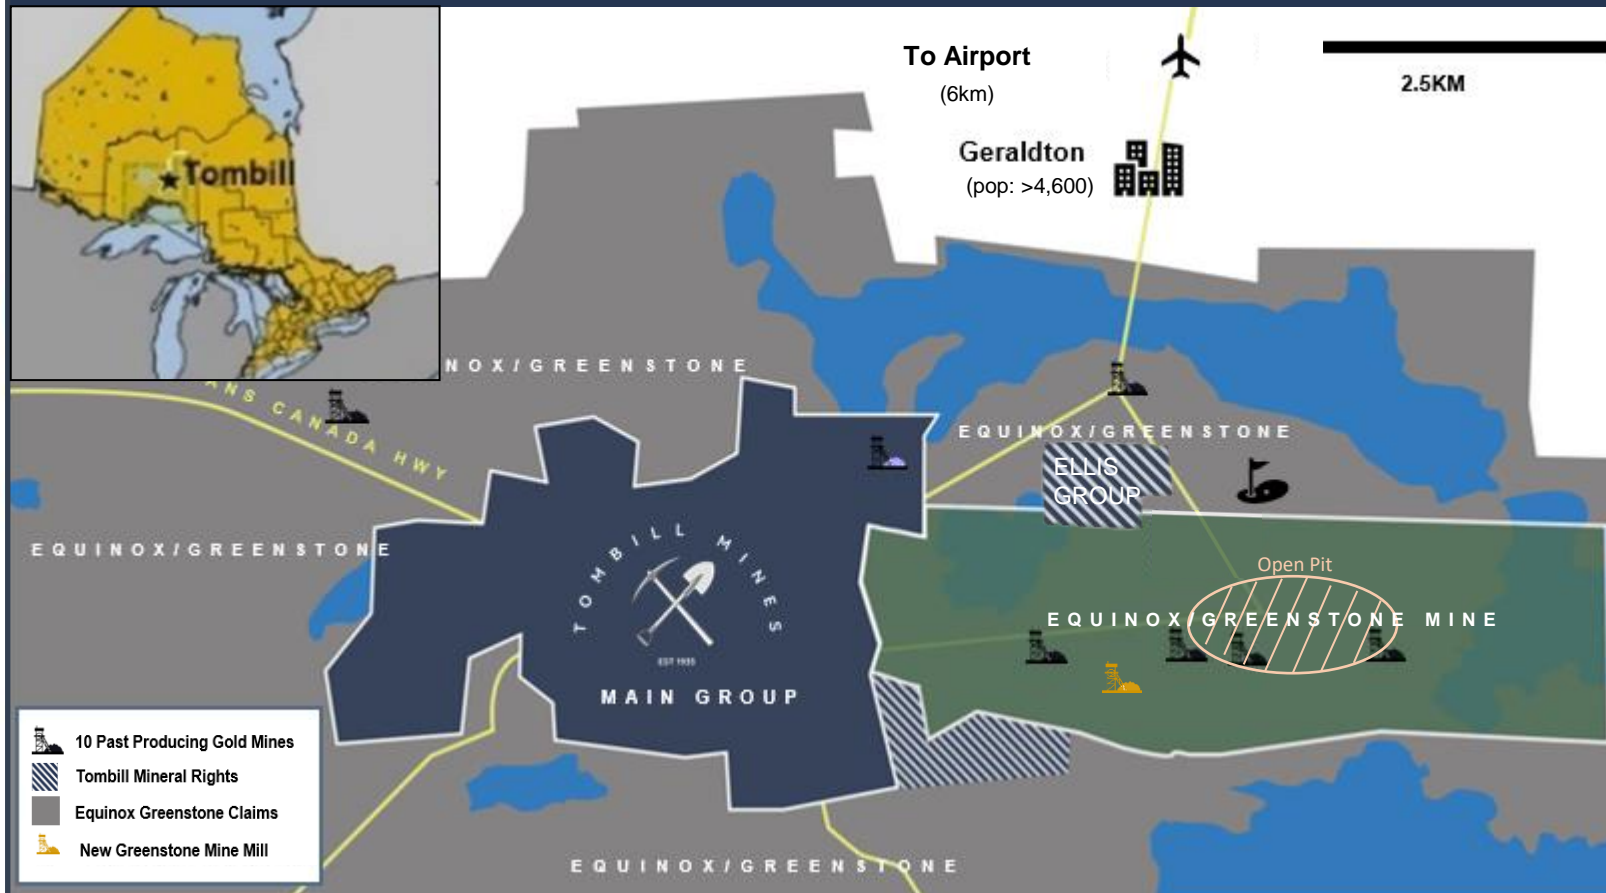 Tombill
To Airport
(6km)
2.5KM
Geraldton
(pop: >4,600)
NOX/GREENSTONE
ANS CANADA HWY
EQUINOX/GREENSTONE
ELLIS
GROUP
EQUINOX/GREENSTONE
TOMBILL MINES
EST 1935
MAIN GROUP
Open Pit
EQUINOX/GREENSTONE MINE
10 Past Producing Gold Mines
Tombill Mineral Rights
Equinox Greenstone Claims
New Greenstone Mine Mill
EQUINOX/GREENSTONE